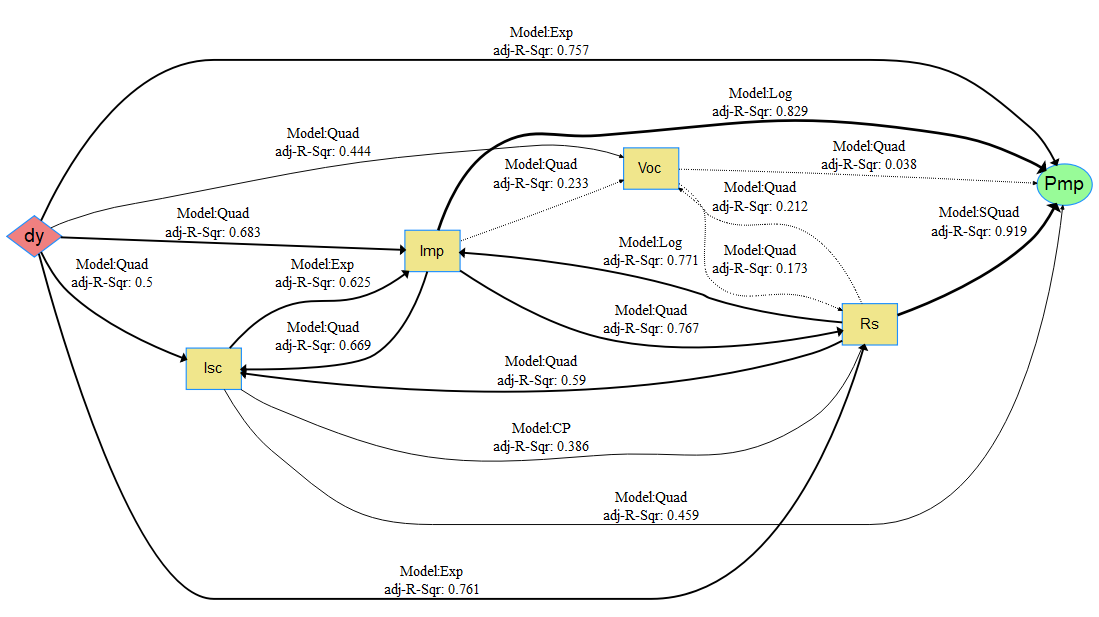 Model:Exp
adj-R-Sqr: 0.757
Model:Log
adj-R-Sqr: 0.829
Model:Quad
adj-R-Sqr: 0.444
Model:Quad
adj-R-Sqr: 0.038
Voc
Model:Quad
adj-R-Sqr: 0.233
Pmp
Model:Quad
adj-R-Sqr: 0.212
Model:Quad
adj-R-Sqr: 0.683
Model:SQuad
adj-R-Sqr: 0.919
dy
Imp
Model:Log
adj-R-Sqr: 0.771
Model:Quad
adj-R-Sqr: 0.173
Model:Quad
adj-R-Sqr: 0.5
Model:Exp
adj-R-Sqr: 0.625
Model:Quad
adj-R-Sqr: 0.767
Rs
Model:Quad
adj-R-Sqr: 0.669
Isc
Model:Quad
adj-R-Sqr: 0.59
Model:CP
adj-R-Sqr: 0.386
Model:Quad
adj-R-Sqr: 0.459
Model:Exp
adj-R-Sqr: 0.761